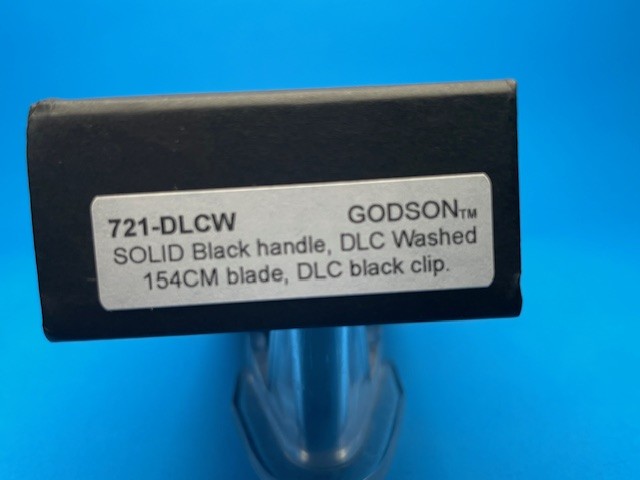 721-DLCW GODSON™
SOLID Black handle, DLC Washed
154CM blade, DLC black clip.